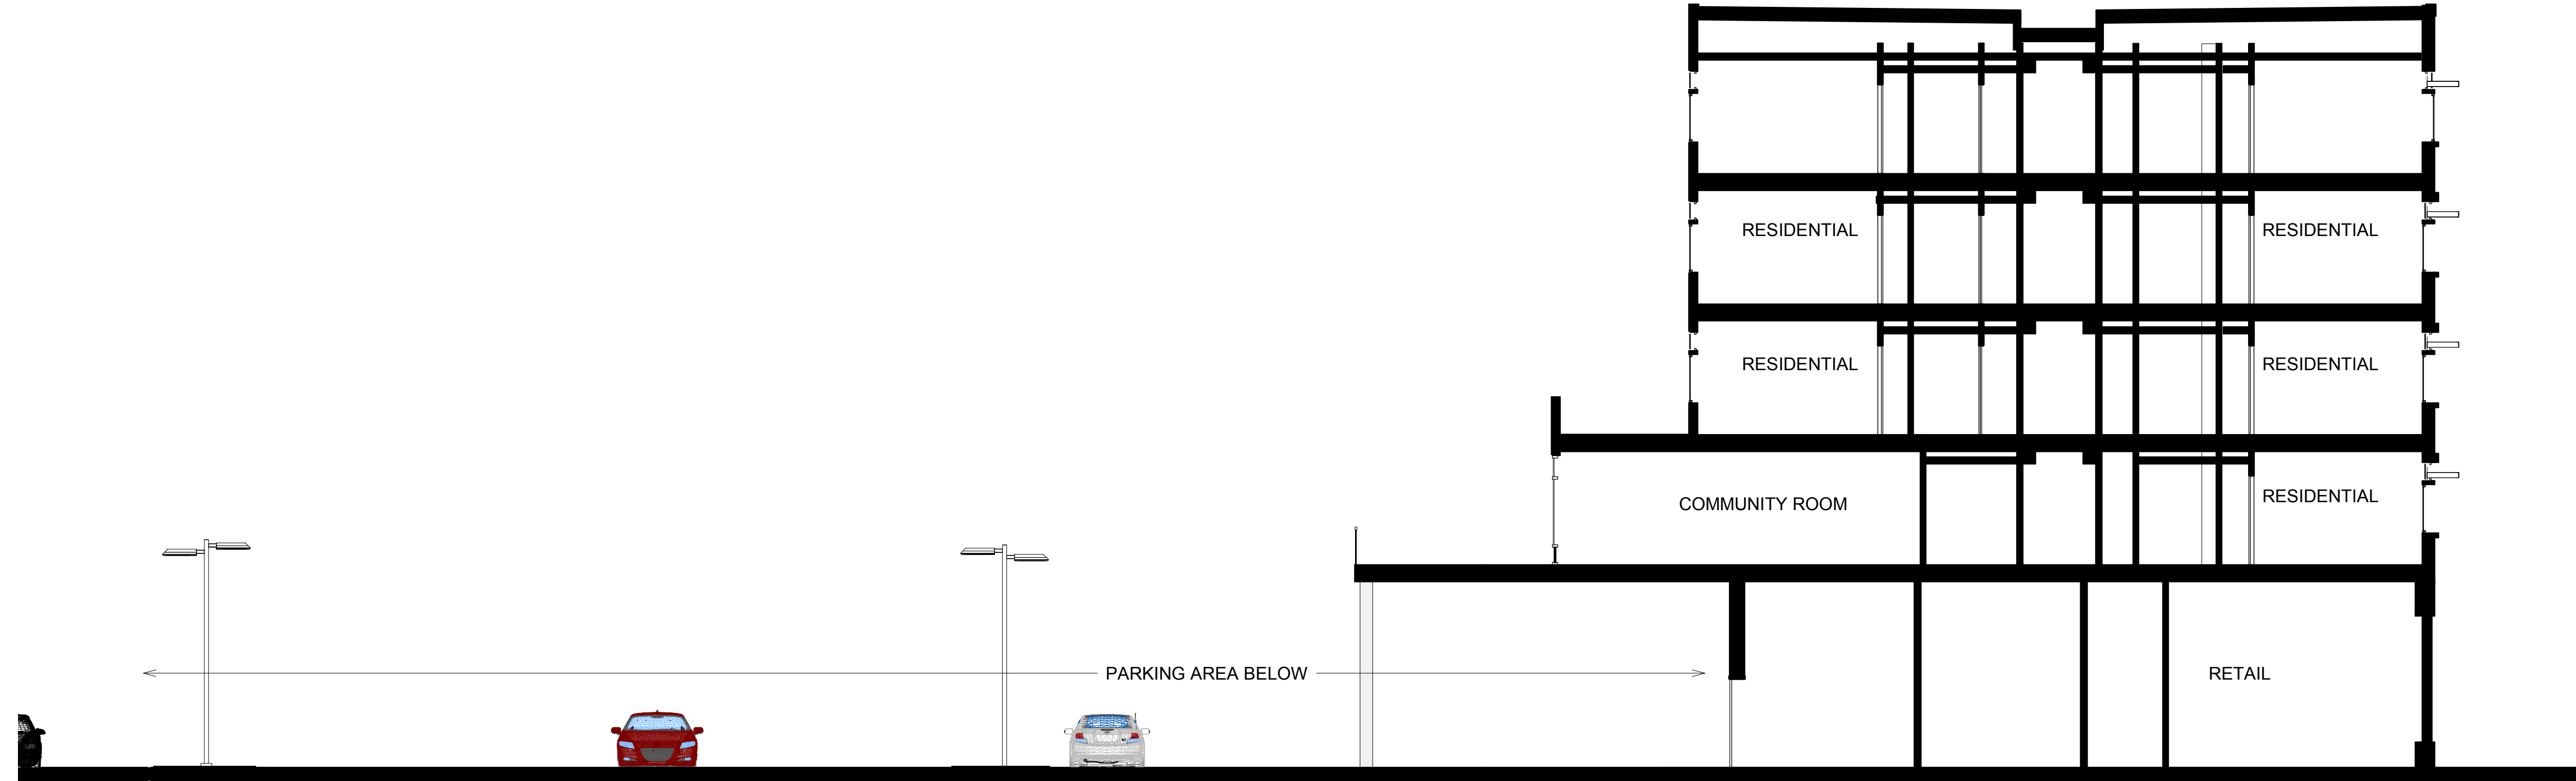 RESIDENTIAL
RESIDENTIAL
RESIDENTIAL
RESIDENTIAL
COMMUNITY ROOM
RESIDENTIAL
PARKING AREA BELOW
RETAIL